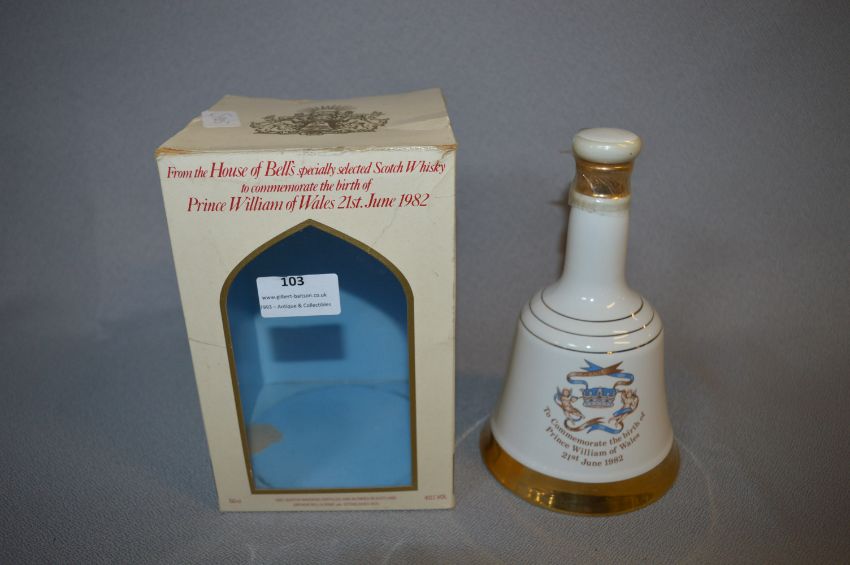 From the House of Bell's specially selected Scotch Whisky
to commemorate the birth of
Prince William of Wales 21st. June 1982
103
www.gilbert-baitson.co.uk
Antique & Collectibles
40% VOL
To Commemorate the birth of
Prince William of Wales
21st June 1982